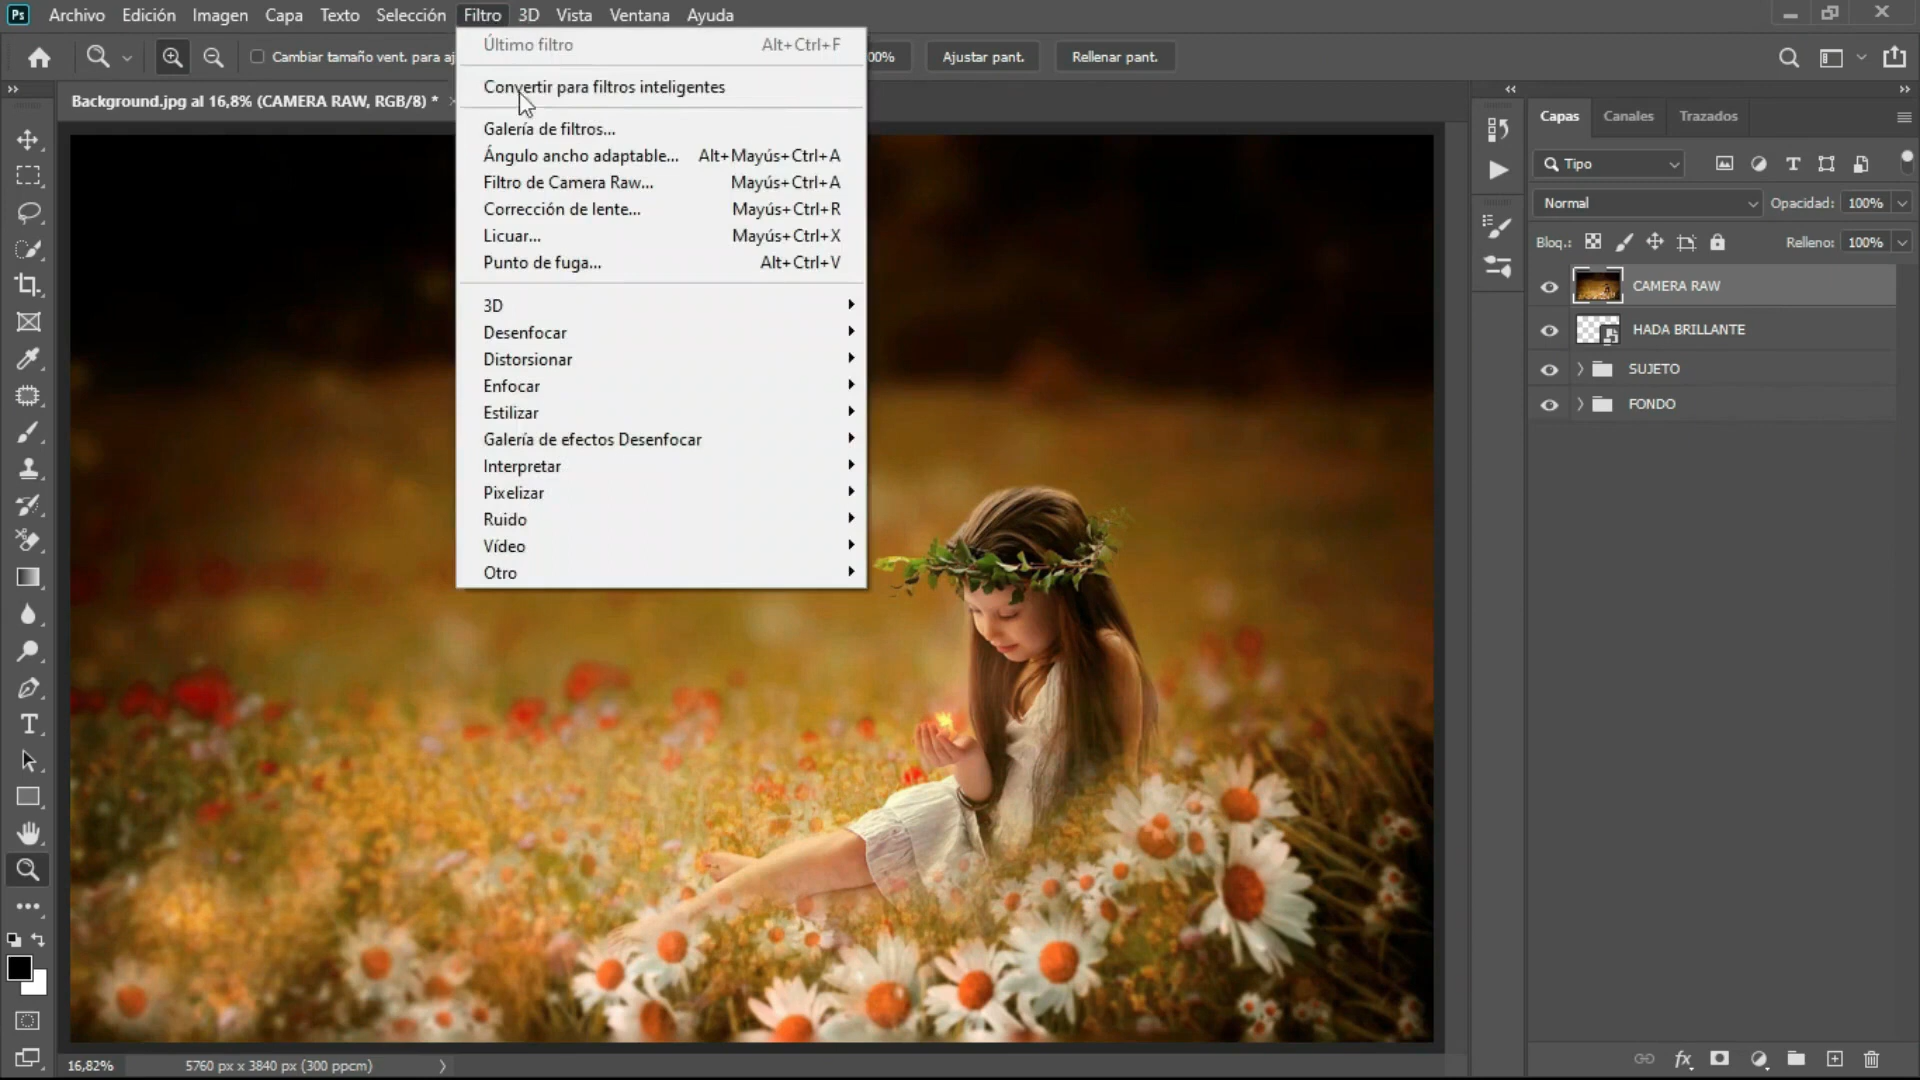 Ps Archivo Edición Imagen Capa Texto Selección Filtro 3D Vista Ventana Ayuda
Cambiar tamaño vent. para aj
00% Ajustar pant. Rellenar pant.
Background.jpg al 16,8% (CAMERA RAW, RGB/8) *
Último filtro Alt+Ctrl+F
Convertir para filtros inteligentes
Galería de filtros...
Ángulo ancho adaptable... Alt+Mayús+Ctrl+A
Filtro de Camera Raw... Mayús+Ctrl+A
Corrección de lente... Mayús+Ctrl+R
Licuar... Mayús+Ctrl+X
Punto de fuga... Alt+Ctrl+V
3D
Desenfocar
Distorsionar
Enfocar
Estilizar
Galería de efectos Desenfocar
Interpretar
Pixelizar
Ruido
Vídeo
Otro
Capas Canales Trazados
Tipo
Normal Opacidad: 100%
Bloq.: Relleno: 100%
CAMERA RAW
HADA BRILLANTE
SUJETO
FONDO
16,82% 5760 px x 3840 px (300 ppcm)